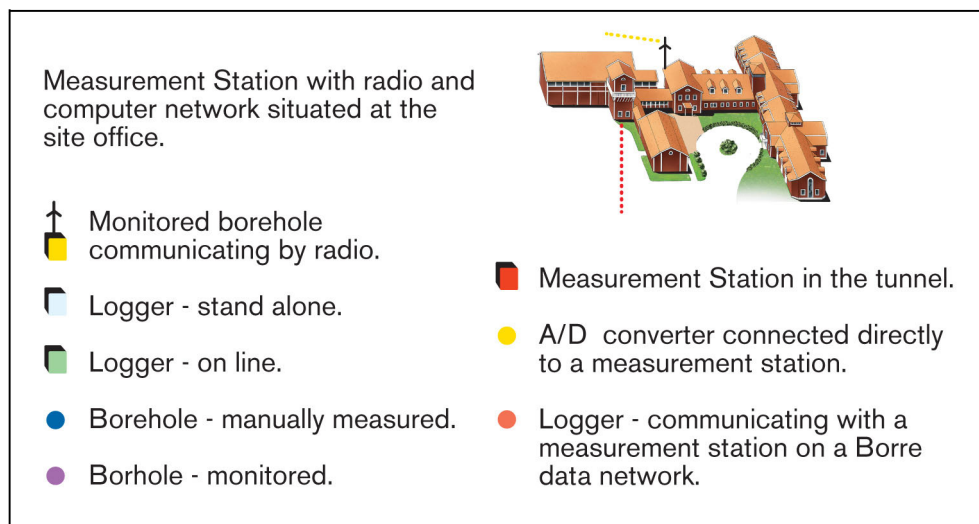 Measurement Station with radio and
computer network situated at the
site office.
Monitored borehole
communicating by radio.
Logger - stand alone.
Logger - on line.
Borehole - manually measured.
Borhole - monitored.
Measurement Station in the tunnel.
A/D converter connected directly
to a measurement station.
Logger - communicating with a
measurement station on a Borre
data network.